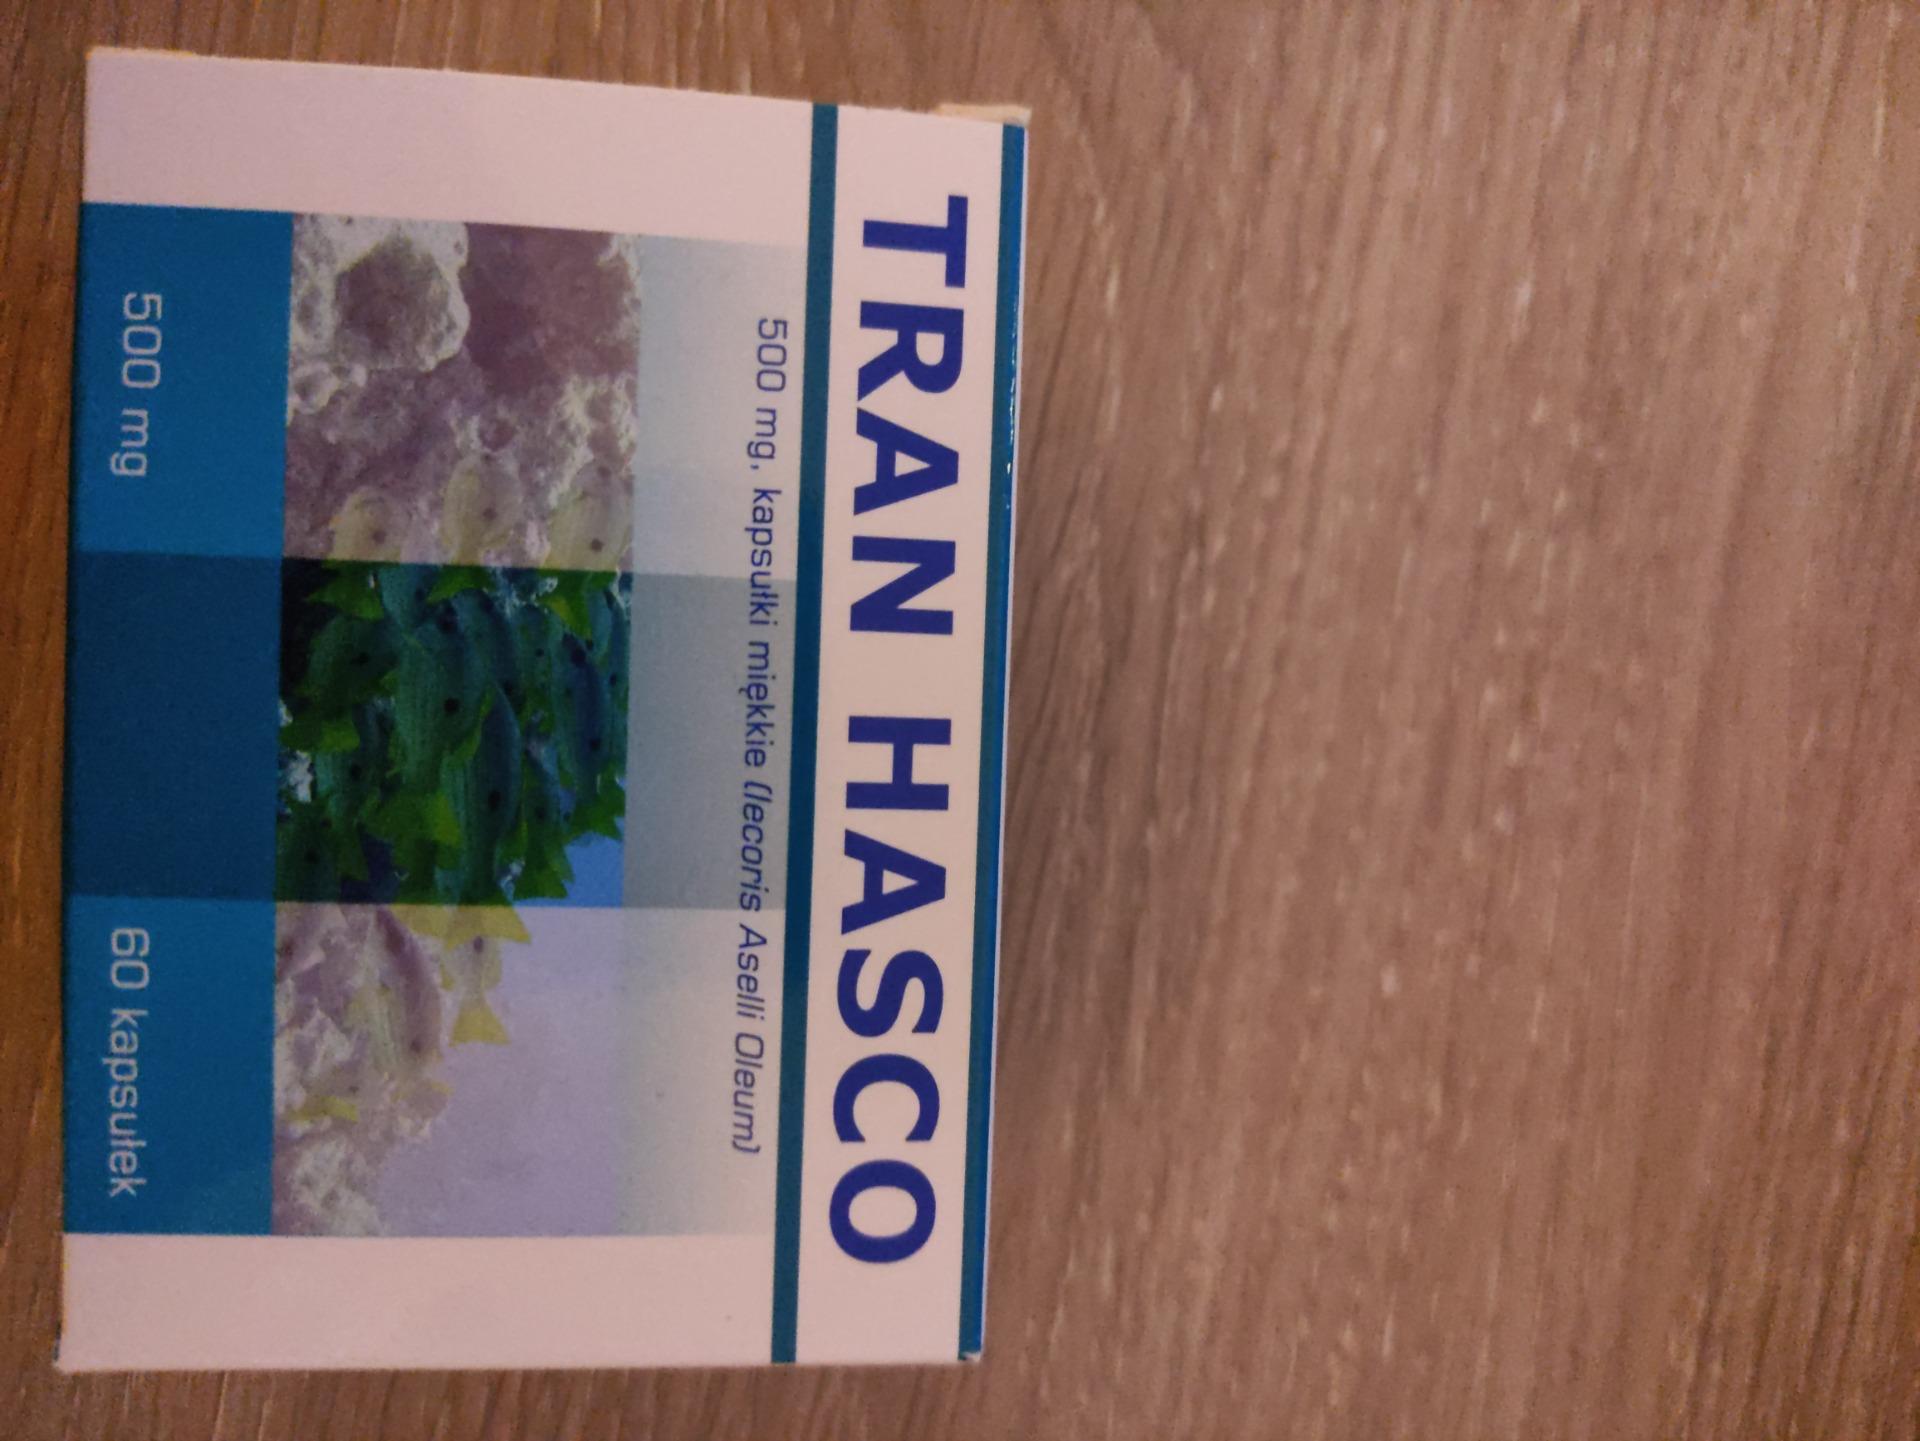 TRAN HASCO
500 mg, kapsułki miękkie (Iecoris Aselli Oleum)
500 mg
60 kapsułek